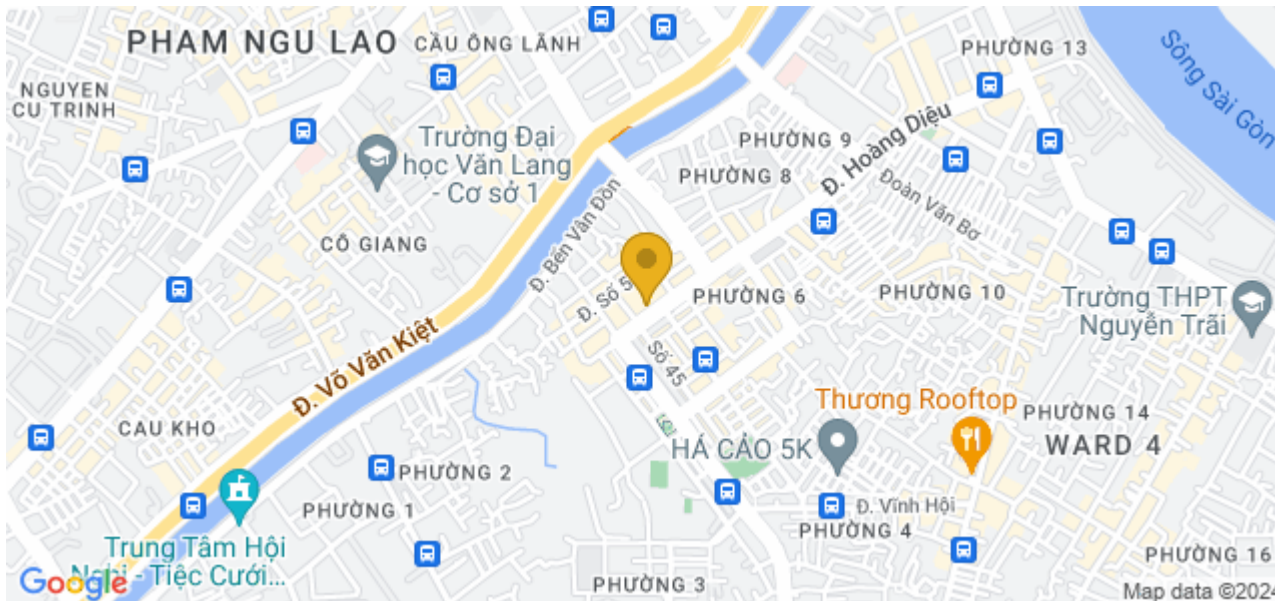 PHAM NGU LAO
CẦU ÔNG LÃNH
PHƯỜNG 13
Sông Sài Gòn
NGUYEN
CU TRINH
Trường Đại
học Văn Lang
- Cơ sở 1
PHƯỜNG 9
Đ. Hoàng Diệu
PHƯỜNG 8
Đoàn Văn Bơ
CÔ GIANG
Đ. Bến Vân Đồn
Đ. Số 5
PHƯỜNG 6
PHƯỜNG 10
Trường THPT
Nguyễn Trãi
Đ. Võ Văn Kiệt
Số 45
Thương Rooftop
PHƯỜNG 14
CAU KHO
HÁ CẢO 5K
WARD 4
PHƯỜNG 2
PHƯỜNG 1
Đ. Vĩnh Hội
PHƯỜNG 4
Trung Tâm Hội
Nghị - Tiệc Cưới...
PHƯỜNG 16
PHƯỜNG 3
Google
Map data ©2024